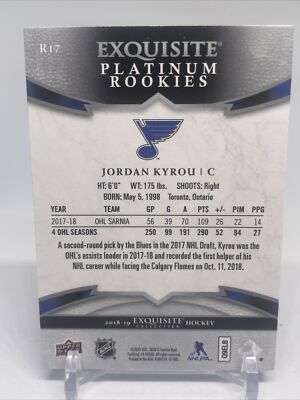 R17
EXQUISITE
PLATINUM
ROOKIES
JORDAN KYROU | C
HT: 6'0" WT: 175 lbs. SHOOTS: Right
BORN: May 5, 1998 Toronto, Ontario
YEAR TEAM GP G A PTS +/- PIM PPG
2017-18 OHL SARNIA 56 39 70 109 26 22 14
4 OHL SEASONS 250 99 191 290 52 84 27
A second-round pick by the Blues in the 2017 NHL Draft, Kyrou was the
OHL's assists leader in 2017-18 and recorded the first helper of his
NHL career while facing the Calgary Flames on Oct. 11, 2018.
2018-19 EXQUISITE HOCKEY
COLLECTION
UPPER DECK
NHL
NHLPA